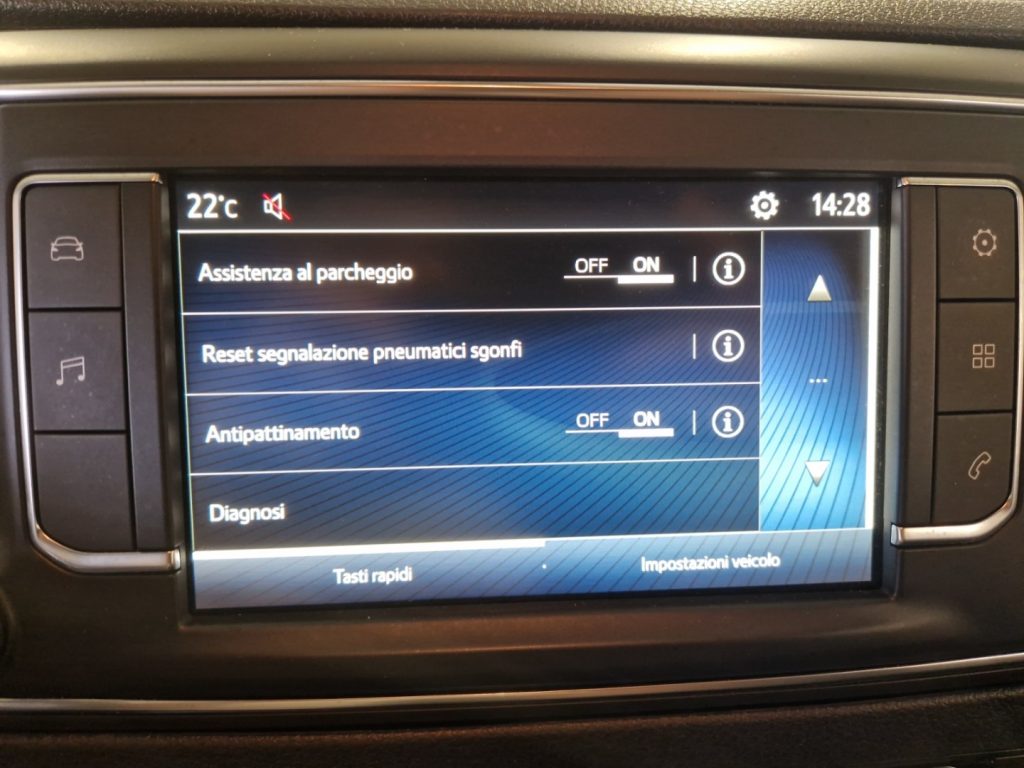 22°C 14:28
Assistenza al parcheggio OFF ON
Reset segnalazione pneumatici sgonfi
Antipattinamento OFF ON
Diagnosi
Tasti rapidi Impostazioni veicolo